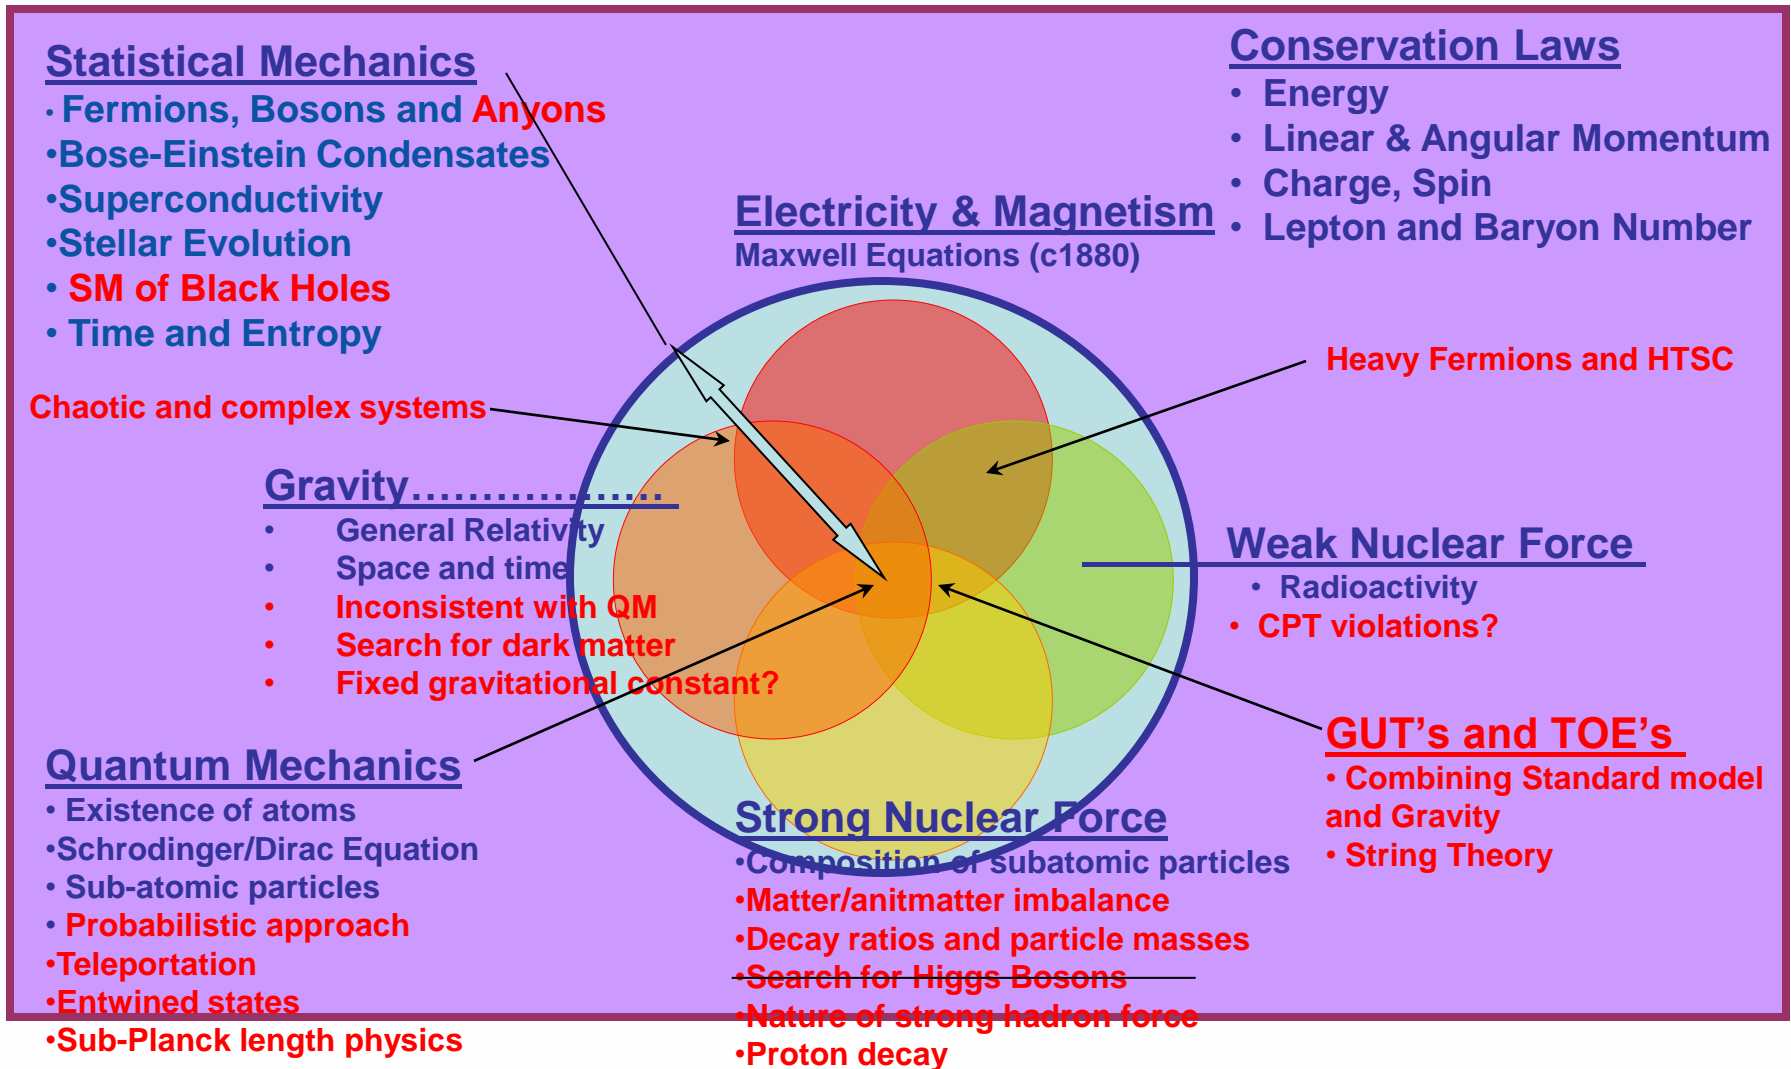 Statistical Mechanics
• Fermions, Bosons and Anyons
•Bose-Einstein Condensates
•Superconductivity
•Stellar Evolution
• SM of Black Holes
• Time and Entropy
Conservation Laws
• Energy
• Linear & Angular Momentum
• Charge, Spin
• Lepton and Baryon Number
Electricity & Magnetism
Maxwell Equations (c1880)
Heavy Fermions and HTSC
Chaotic and complex systems
Gravity………………
• General Relativity
• Space and time
• Inconsistent with QM
• Search for dark matter
• Fixed gravitational constant?
Weak Nuclear Force
• Radioactivity
• CPT violations?
Quantum Mechanics
• Existence of atoms
•Schrodinger/Dirac Equation
• Sub-atomic particles
• Probabilistic approach
•Teleportation
•Entwined states
•Sub-Planck length physics
Strong Nuclear Force
•Composition of subatomic particles
•Matter/anitmatter imbalance
•Decay ratios and particle masses
•Search for Higgs Bosons
•Nature of strong hadron force
•Proton decay
GUT's and TOE's
• Combining Standard model
and Gravity
• String Theory